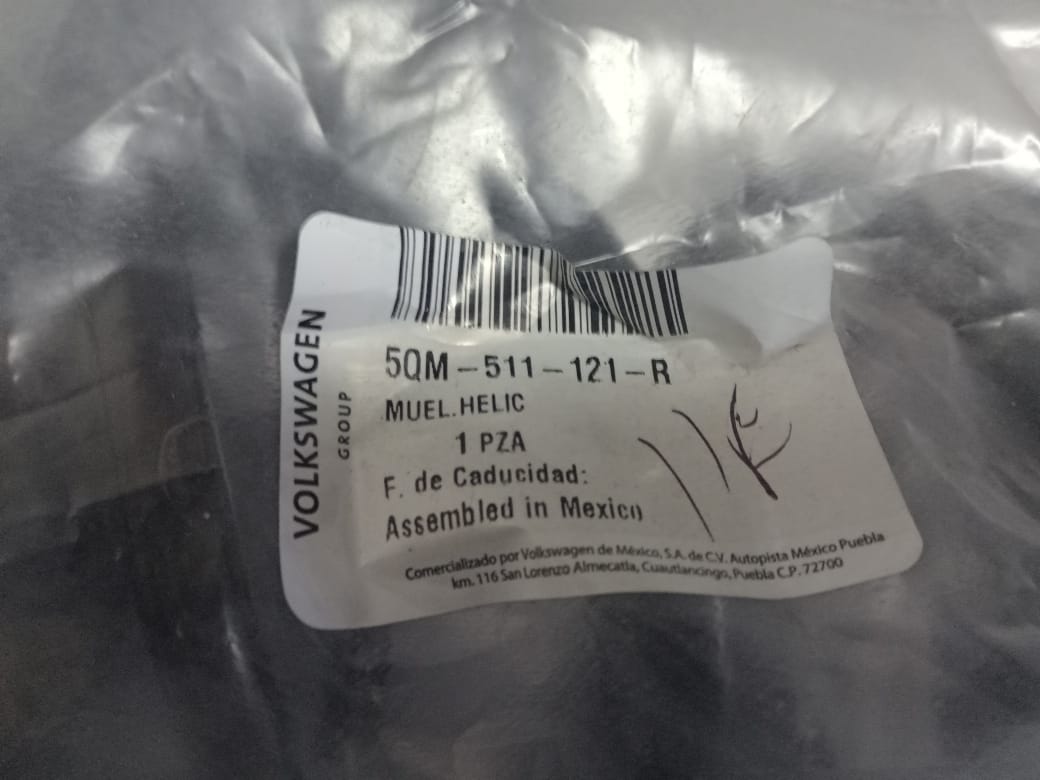 VOLKSWAGEN
GROUP
5QM-511-121-R
MUEL.HELIC
1 PZA
F. de Caducidad:
Assembled in Mexico
Comercializado por Volkswagen de México, S.A. de C.V. Autopista México Puebla
km. 116 San Lorenzo Almecatla, Cuautlancingo, Puebla C.P. 72700